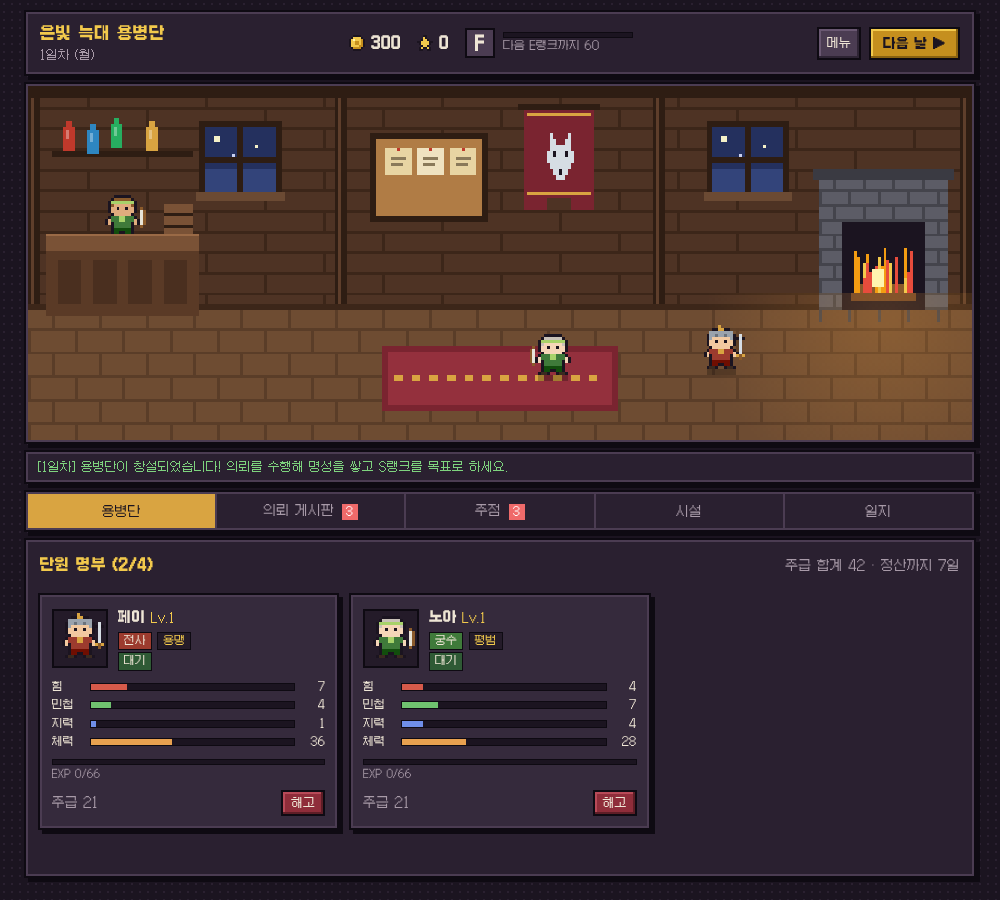 은빛 늑대 용병단
1일차 (월)
300 0 F 다음 E랭크까지 60
메뉴 다음 날 ▶
[1일차] 용병단이 창설되었습니다! 의뢰를 수행해 명성을 쌓고 S랭크를 목표로 하세요.
용병단 의뢰 게시판 3 주점 3 시설 일지
단원 명부 (2/4) 주급 합계 42 · 정산까지 7일
페이 Lv.1
전사 용맹
대기
힘 7
민첩 4
지력 1
체력 36
EXP 0/66
주급 21 해고
노아 Lv.1
궁수 평범
대기
힘 4
민첩 7
지력 4
체력 28
EXP 0/66
주급 21 해고